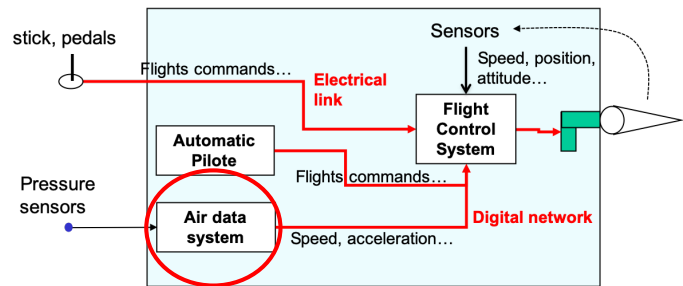 stick, pedals
Sensors
Flights commands…
Electrical
link
Speed, position,
attitude…
Flight
Control
System
Automatic
Pilote
Flights commands…
Pressure
sensors
Air data
system
Digital network
Speed, acceleration…